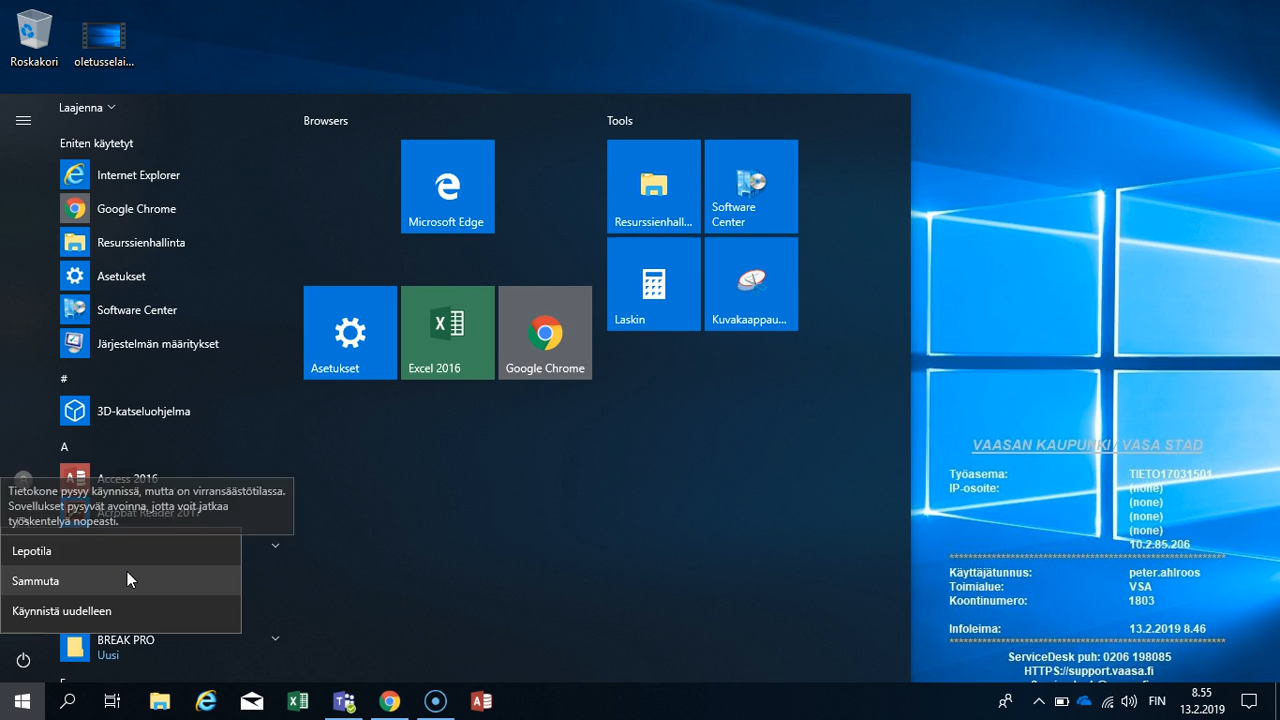 Roskakori
oletusselai...
Laajenna
Eniten käytetyt
Internet Explorer
Google Chrome
Resurssienhallinta
Asetukset
Software Center
Järjestelmän määritykset
#
3D-katseluohjelma
A
Access 2016
Acrobat Reader 2017
Tietokone pysyy käynnissä, mutta on virransäästötilassa.
Sovellukset pysyvät avoinna, jotta voit jatkaa
työskentelyä nopeasti.
Lepotila
Sammuta
Käynnistä uudelleen
BREAK PRO
Uusi
Browsers
Microsoft Edge
Asetukset
Excel 2016
Google Chrome
Tools
Resurssienhall...
Software
Center
Laskin
Kuvakaappau...
VAASAN KAUPUNKI / VASA STAD
Työasema: TIETO17031501
IP-osoite: (none)
(none)
(none)
(none)
10.2.85.206
Käyttäjätunnus: peter.ahlroos
Toimialue: VSA
Koontinumero: 1803
Infoleima: 13.2.2019 8.46
ServiceDesk puh: 0206 198085
HTTPS://support.vaasa.fi
FIN
8.55
13.2.2019